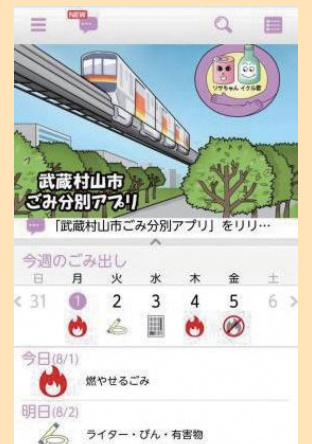 NEW
リサちゃん イクル君
武蔵村山市
ごみ分別アプリ
「武蔵村山市ごみ分別アプリ」をリリ…
今週のごみ出し
日 月 火 水 木 金 土
< 31 1 2 3 4 5 6 >
今日(8/1)
燃やせるごみ
明日(8/2)
ライター・びん・有害物